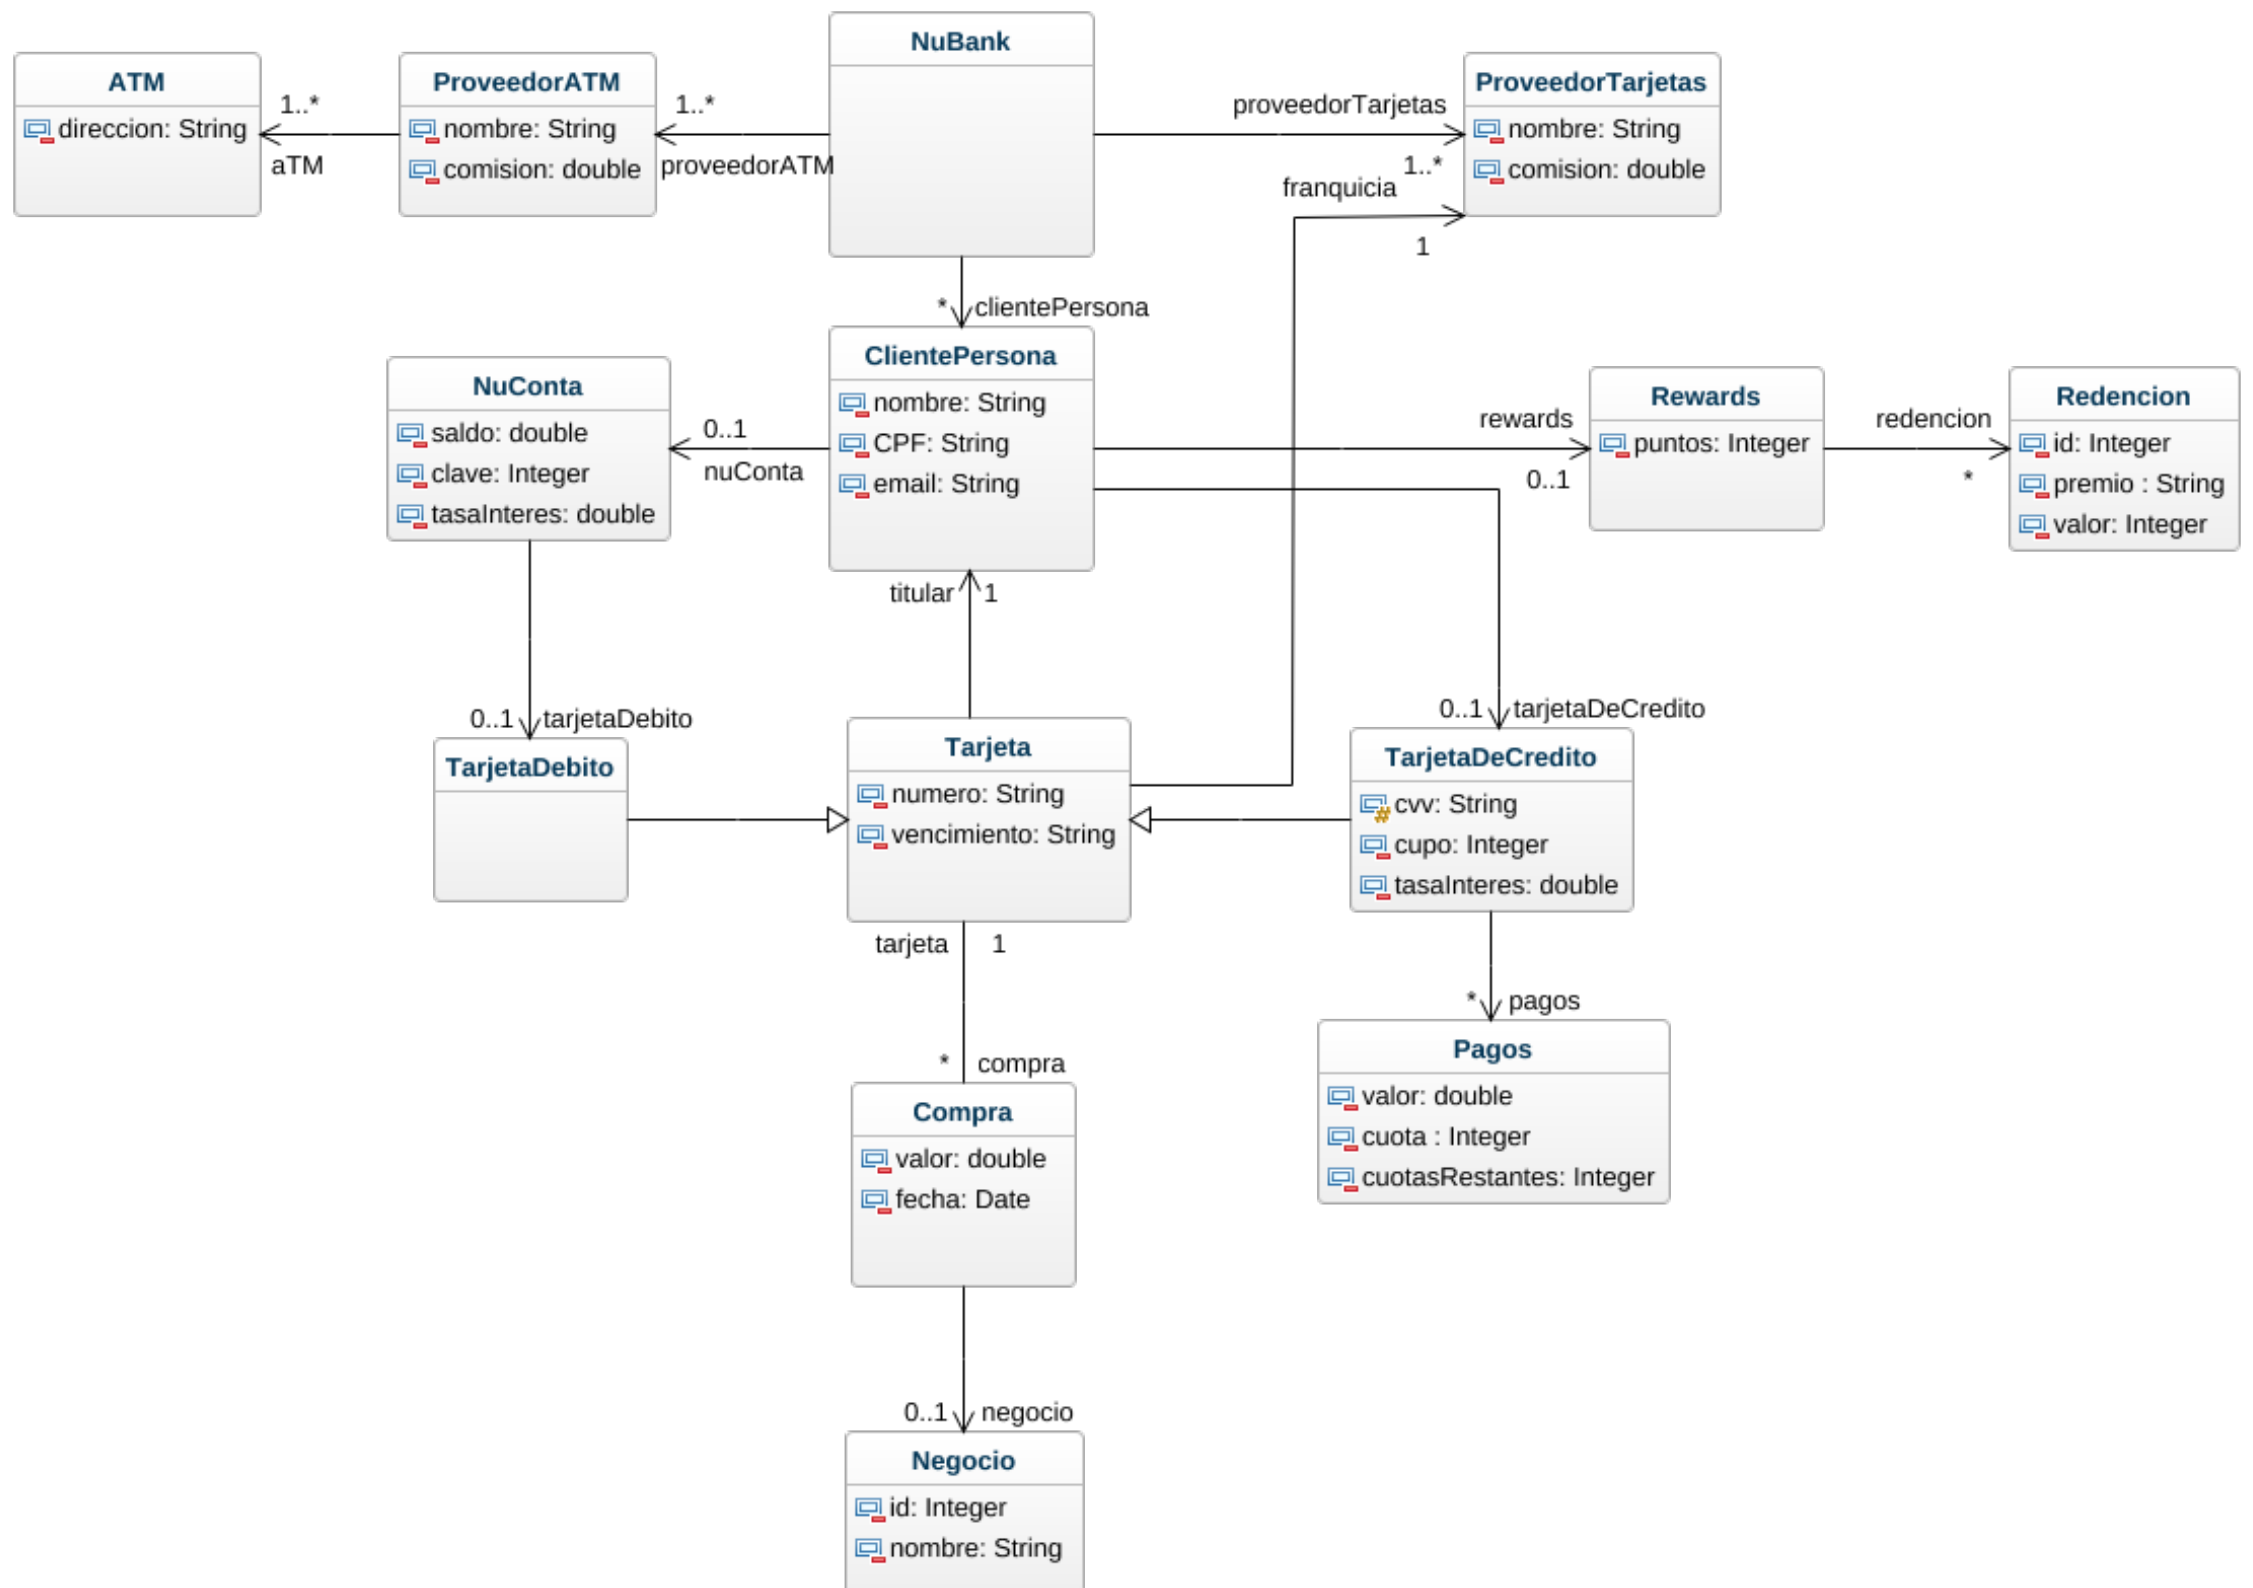 NuBank
ATM
direccion: String
1..*
aTM
ProveedorATM
nombre: String
comision: double
1..*
proveedorATM
proveedorTarjetas
1..*
ProveedorTarjetas
nombre: String
comision: double
franquicia
1
* clientePersona
ClientePersona
nombre: String
CPF: String
email: String
NuConta
saldo: double
clave: Integer
tasaInteres: double
0..1
nuConta
rewards
0..1
Rewards
puntos: Integer
redencion
*
Redencion
id: Integer
premio : String
valor: Integer
titular 1
0..1 tarjetaDebito
TarjetaDebito
Tarjeta
numero: String
vencimiento: String
0..1 tarjetaDeCredito
TarjetaDeCredito
cvv: String
cupo: Integer
tasaInteres: double
tarjeta 1
* compra
Compra
valor: double
fecha: Date
* pagos
Pagos
valor: double
cuota : Integer
cuotasRestantes: Integer
0..1 negocio
Negocio
id: Integer
nombre: String